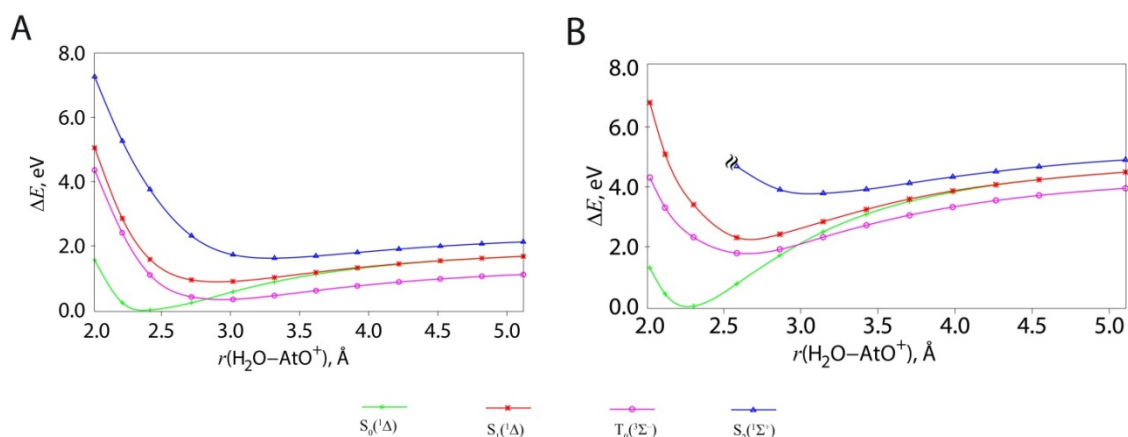 A
8.0
6.0
4.0
2.0
0.0
ΔE, eV
2.0 2.5 3.0 3.5 4.0 4.5 5.0
r(H₂O–AtO⁺), Å
B
8.0
6.0
4.0
2.0
0.0
ΔE, eV
2.0 2.5 3.0 3.5 4.0 4.5 5.0
r(H₂O–AtO⁺), Å
S₀(¹Δ) S₁(¹Δ) T₀(³Σ⁻) S₂(¹Σ⁺)